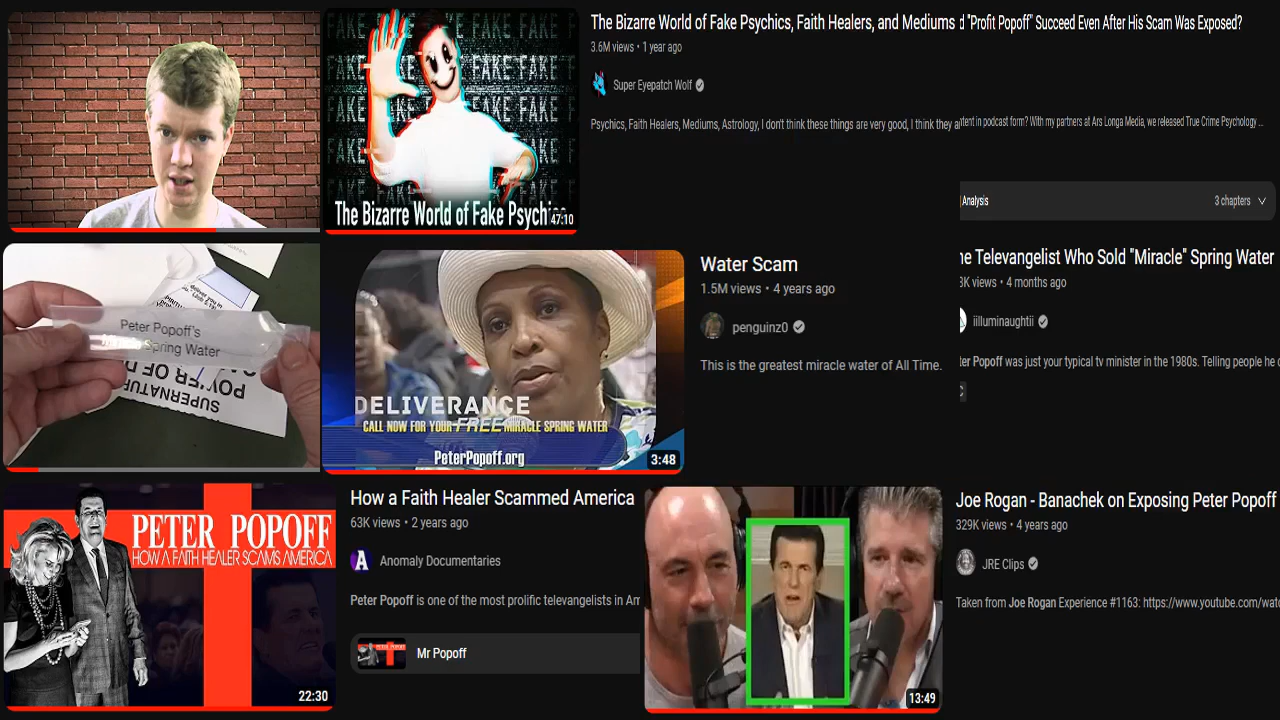 The Bizarre World of Fake Psychics, Faith Healers, and Mediums
d "Profit Popoff" Succeed Even After His Scam Was Exposed?
3.6M views • 1 year ago
Super Eyepatch Wolf
Psychics, Faith Healers, Mediums, Astrology, I don't think these things are very good, I think they a
tent in podcast form? With my partners at Ars Longa Media, we released True Crime Psychology ...
FAKE FAKE FAKE FAKE
The Bizarre World of Fake Psychi
47:10
Analysis
3 chapters
Peter Popoff's
Spring Water
SUPERNATUR
POWER OF
DELIVERANCE
CALL NOW FOR YOUR FREE MIRACLE SPRING WATER
PeterPopoff.org
3:48
Water Scam
1.5M views • 4 years ago
penguinz0
This is the greatest miracle water of All Time.
ne Televangelist Who Sold "Miracle" Spring Water
3K views • 4 months ago
iilluminaughtii
ter Popoff was just your typical tv minister in the 1980s. Telling people he c
PETER POPOFF
HOW A FAITH HEALER SCAMS AMERICA
22:30
How a Faith Healer Scammed America
63K views • 2 years ago
Anomaly Documentaries
Peter Popoff is one of the most prolific televangelists in Am
Mr Popoff
13:49
Joe Rogan - Banachek on Exposing Peter Popoff
329K views • 4 years ago
JRE Clips
Taken from Joe Rogan Experience #1163: https://www.youtube.com/watc